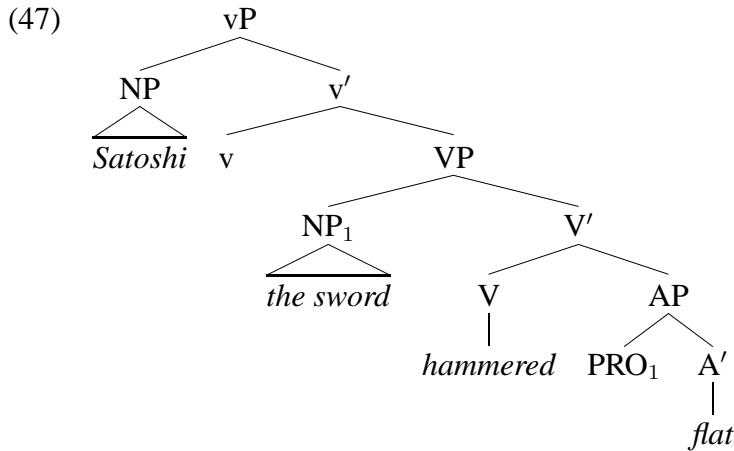 (47) vP
NP v′
Satoshi v VP
NP₁ V′
the sword V AP
hammered PRO₁ A′
flat